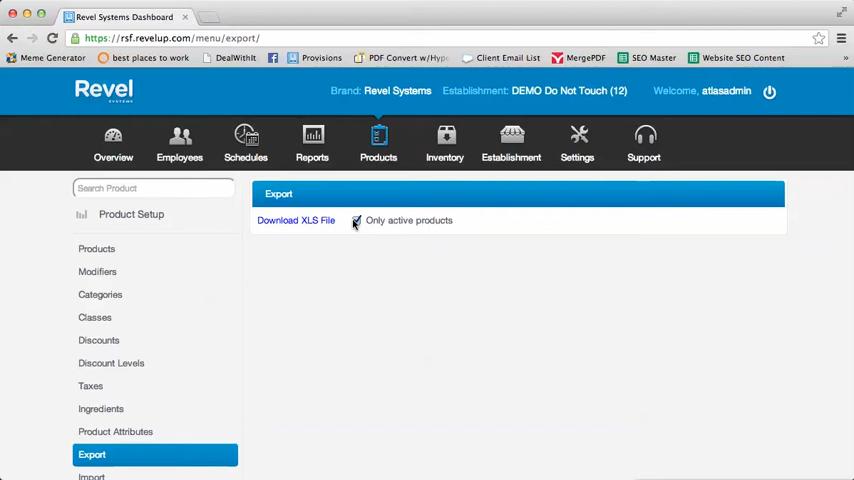 Revel Systems Dashboard
https://rsf.revelup.com/menu/export/
Meme Generator
best places to work
DealWithIt
Provisions
PDF Convert w/Hype
Client Email List
MergePDF
SEO Master
Website SEO Content
»
Revel
SYSTEMS
Brand: Revel Systems
Establishment: DEMO Do Not Touch (12)
Welcome, atlasadmin
Overview
Employees
Schedules
Reports
Products
Inventory
Establishment
Settings
Support
Search Product
Product Setup
Products
Modifiers
Categories
Classes
Discounts
Discount Levels
Taxes
Ingredients
Product Attributes
Export
Import
Export
Download XLS File
Only active products